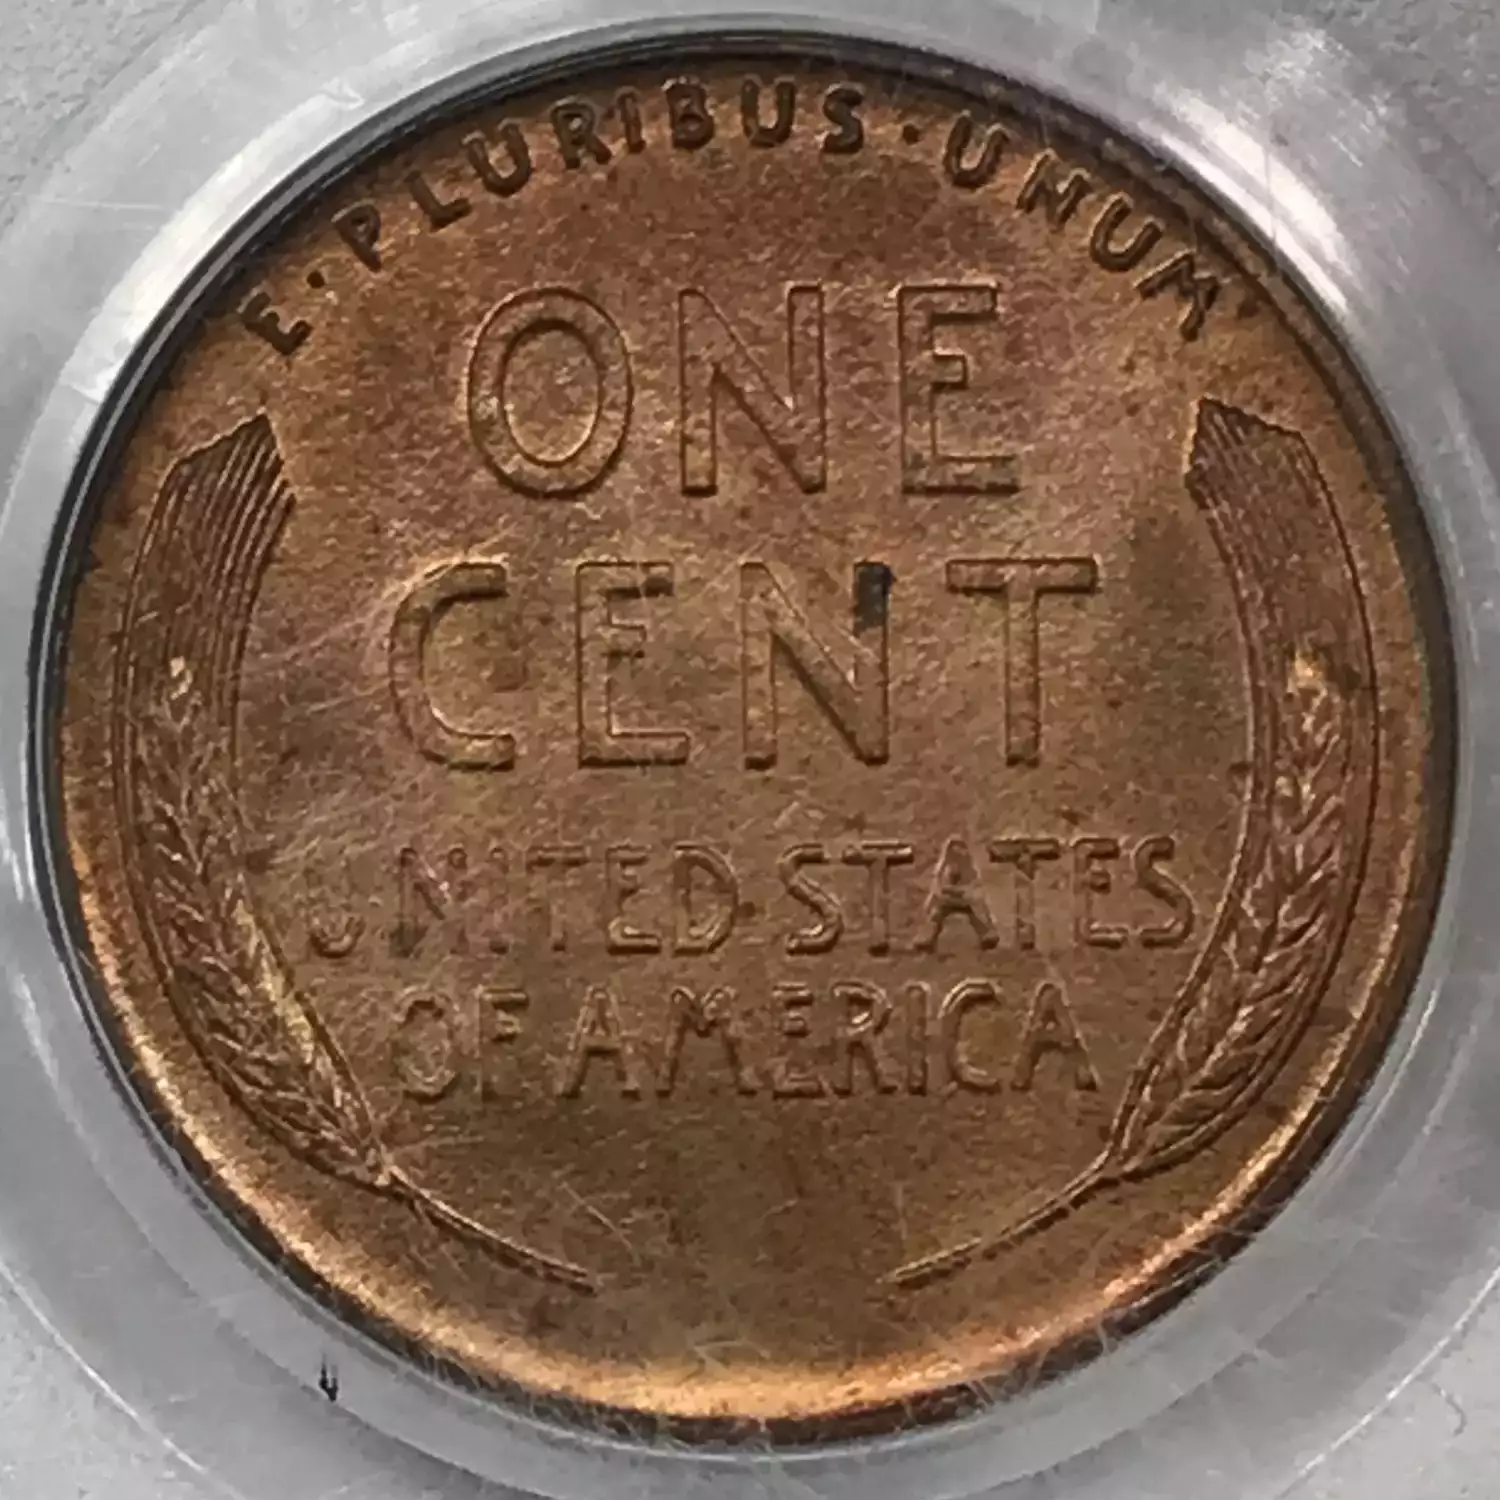 E·PLURIBUS·UNUM
ONE
CENT
UNITED STATES
OF AMERICA